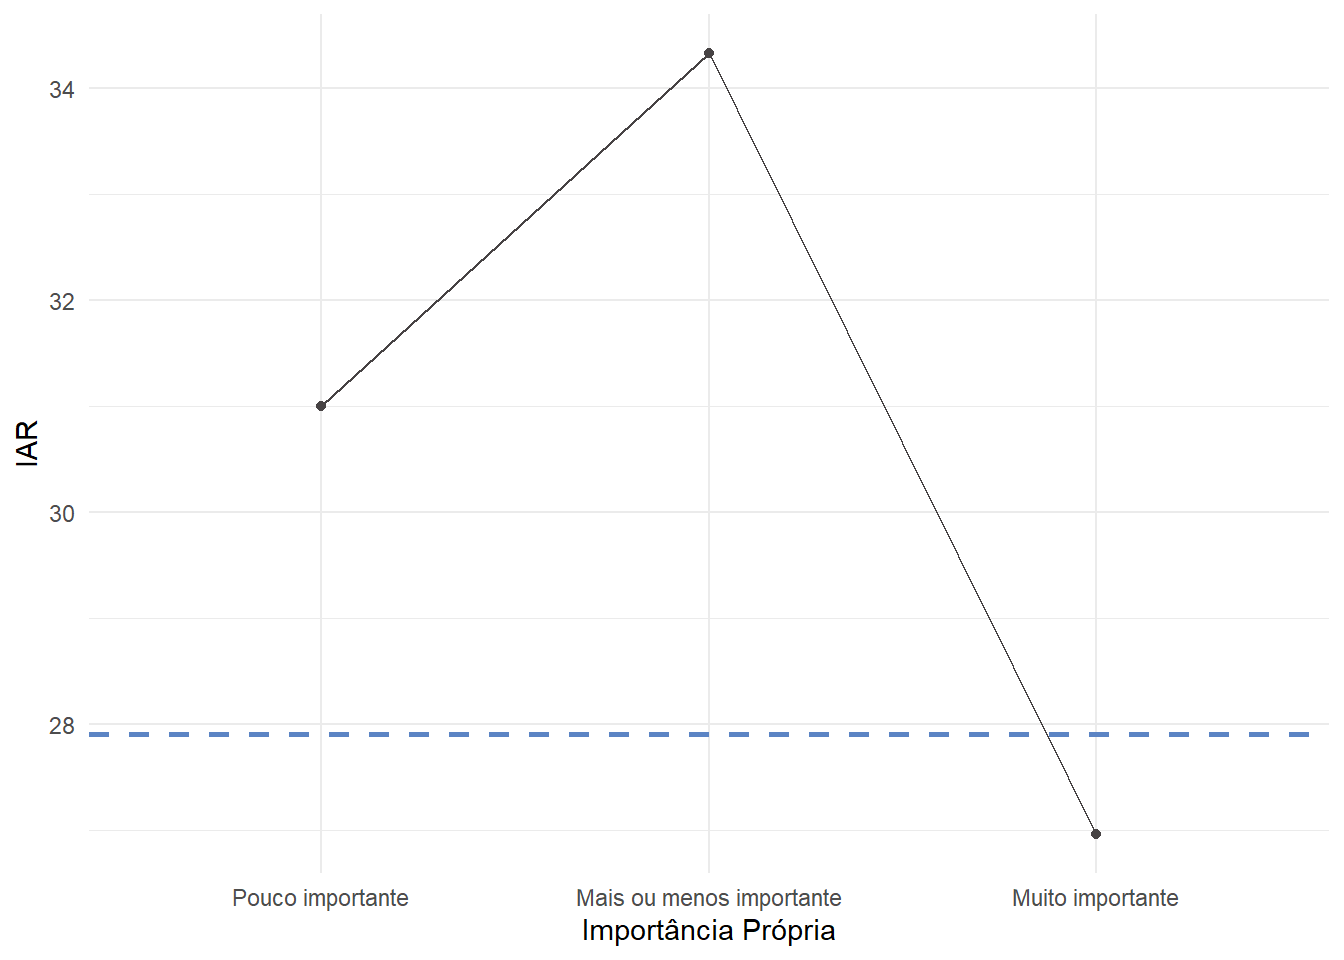 34
32
30
28
IAR
Pouco importante
Mais ou menos importante
Muito importante
Importância Própria